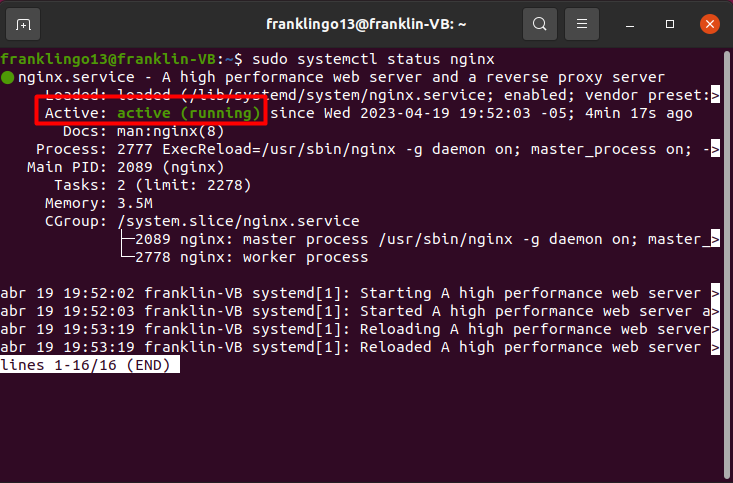 franklingo13@franklin-VB: ~
franklingo13@franklin-VB:~$ sudo systemctl status nginx
nginx.service - A high performance web server and a reverse proxy server
Loaded: loaded (/lib/systemd/system/nginx.service; enabled; vendor preset:>
Active: active (running) since Wed 2023-04-19 19:52:03 -05; 4min 17s ago
Docs: man:nginx(8)
Process: 2777 ExecReload=/usr/sbin/nginx -g daemon on; master_process on; ->
Main PID: 2089 (nginx)
Tasks: 2 (limit: 2278)
Memory: 3.5M
CGroup: /system.slice/nginx.service
├─2089 nginx: master process /usr/sbin/nginx -g daemon on; master_>
└─2778 nginx: worker process
abr 19 19:52:02 franklin-VB systemd[1]: Starting A high performance web server >
abr 19 19:52:03 franklin-VB systemd[1]: Started A high performance web server a>
abr 19 19:53:19 franklin-VB systemd[1]: Reloading A high performance web server>
abr 19 19:53:19 franklin-VB systemd[1]: Reloaded A high performance web server >
lines 1-16/16 (END)